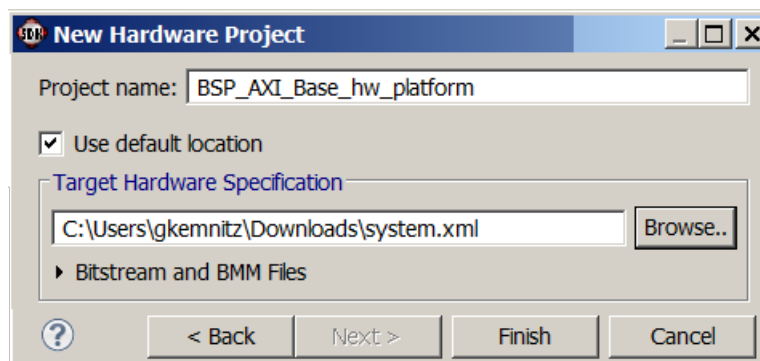 SDK New Hardware Project
Project name: BSP_AXI_Base_hw_platform
Use default location
Target Hardware Specification
C:\Users\gkemnitz\Downloads\system.xml Browse..
Bitstream and BMM Files
? < Back Next > Finish Cancel